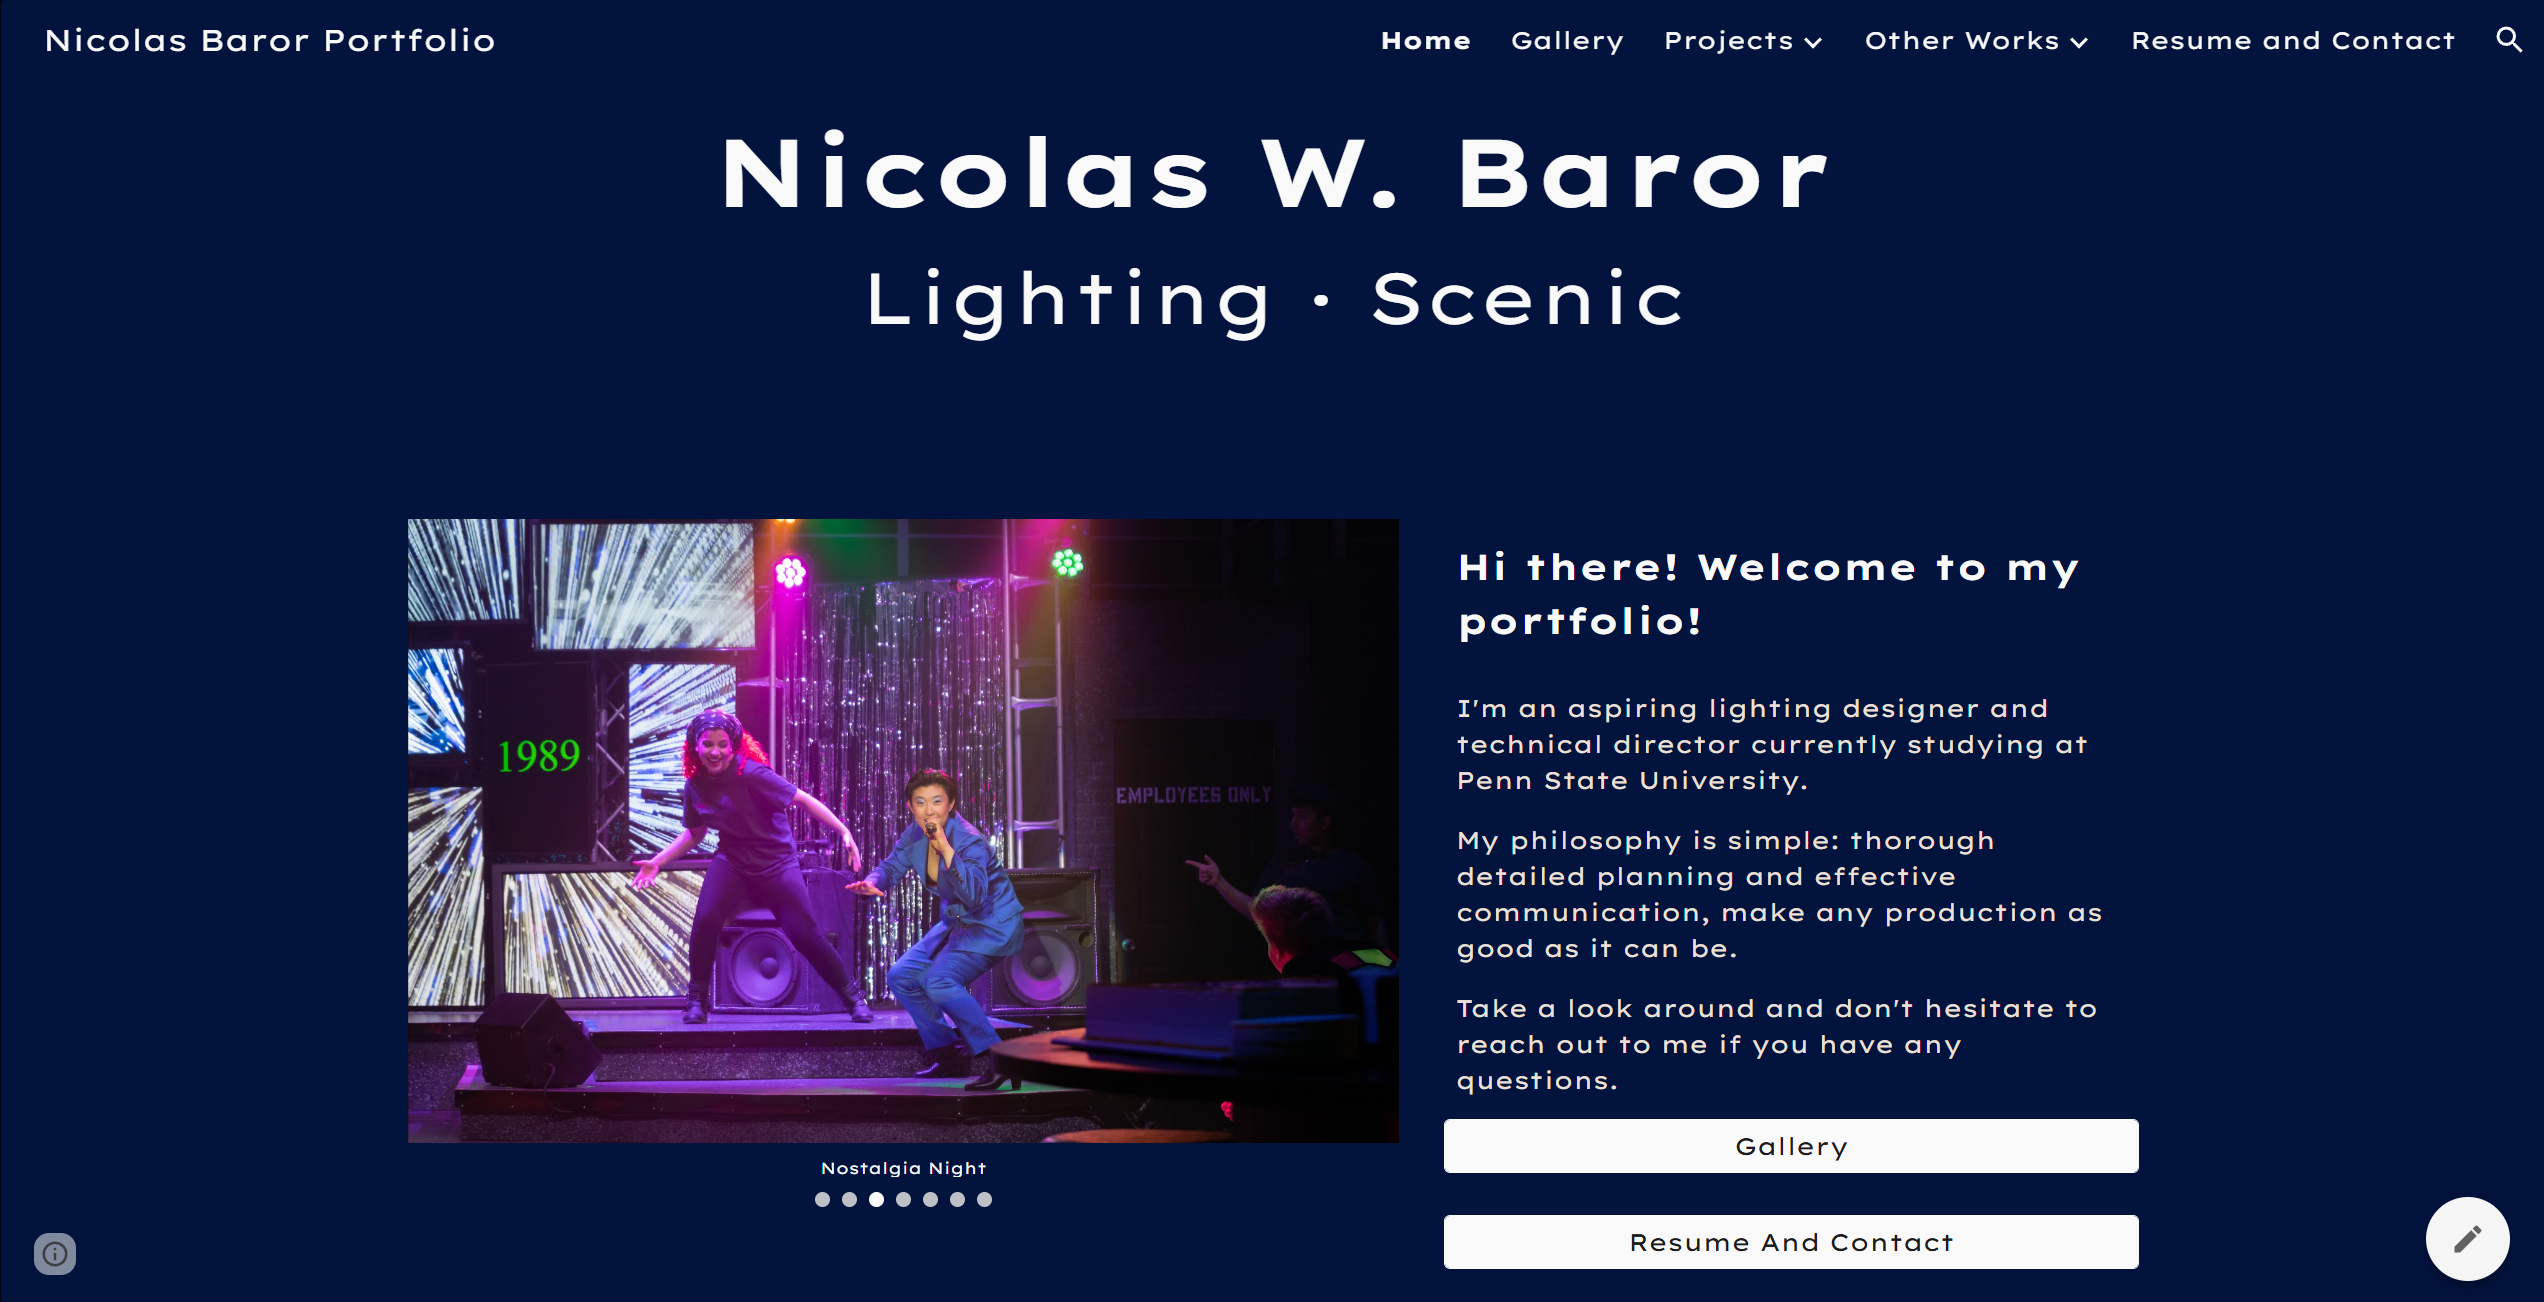 Nicolas Baror Portfolio
Home Gallery Projects Other Works Resume and Contact
Nicolas W. Baror
Lighting · Scenic
1989
EMPLOYEES ONLY
Nostalgia Night
Hi there! Welcome to my
portfolio!
I'm an aspiring lighting designer and
technical director currently studying at
Penn State University.
My philosophy is simple: thorough
detailed planning and effective
communication, make any production as
good as it can be.
Take a look around and don't hesitate to
reach out to me if you have any
questions.
Gallery
Resume And Contact